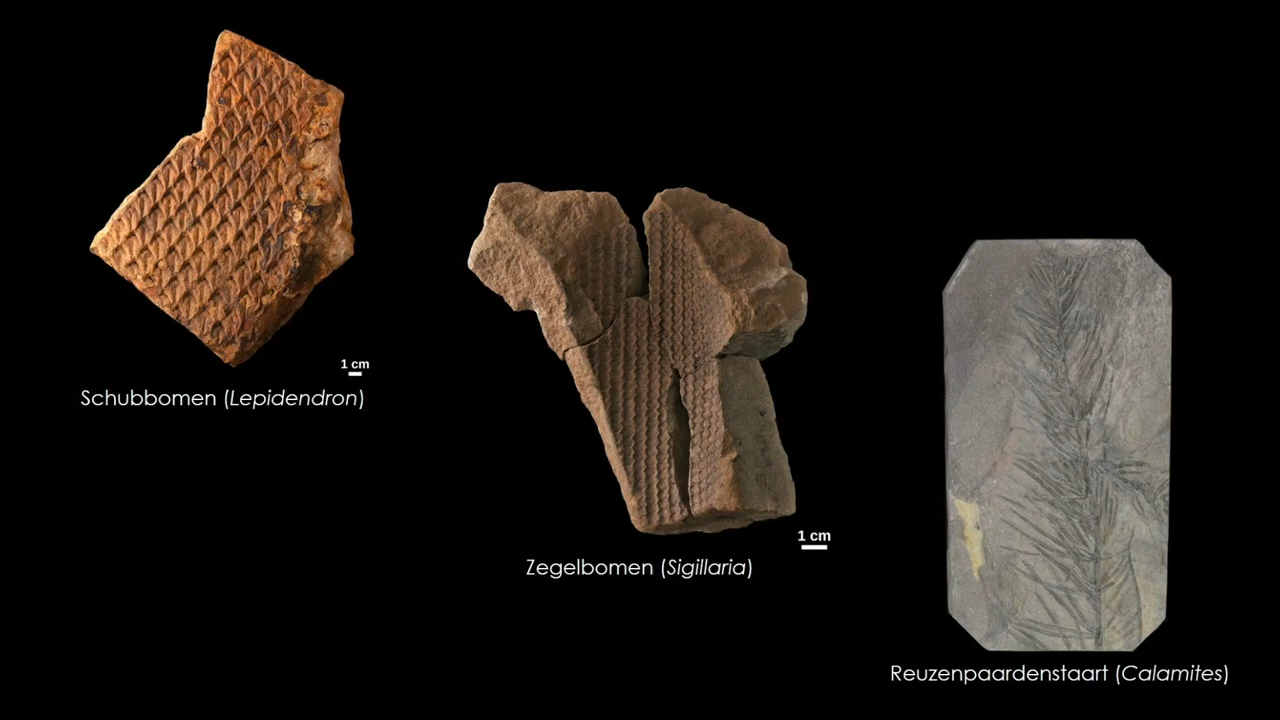 1 cm
Schubbomen (Lepidendron)
1 cm
Zegelbomen (Sigillaria)
Reuzenpaardenstaart (Calamites)